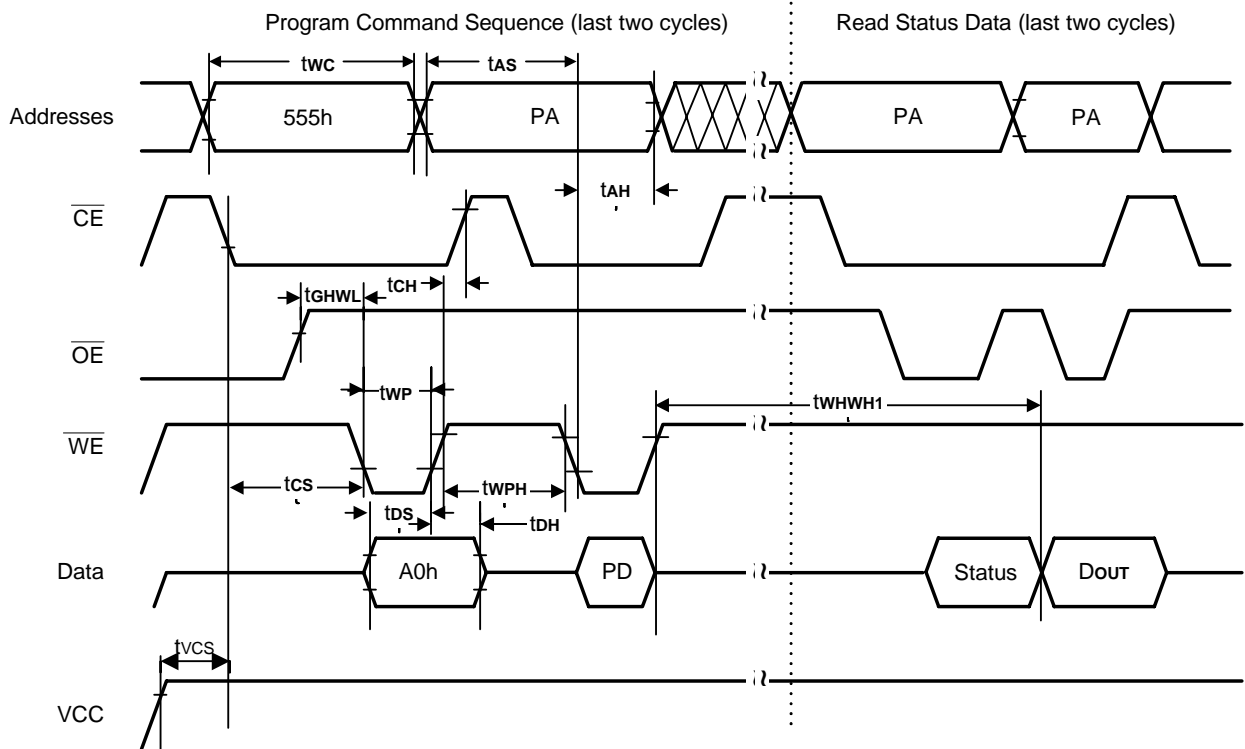 Program Command Sequence (last two cycles) Read Status Data (last two cycles)
tWC tAS
Addresses 555h PA PA PA
tAH
CE
tCH
tGHWL
OE
tWP
tWHWH1
WE
tCS tWPH
tDS tDH
Data A0h PD Status DOUT
tVCS
VCC